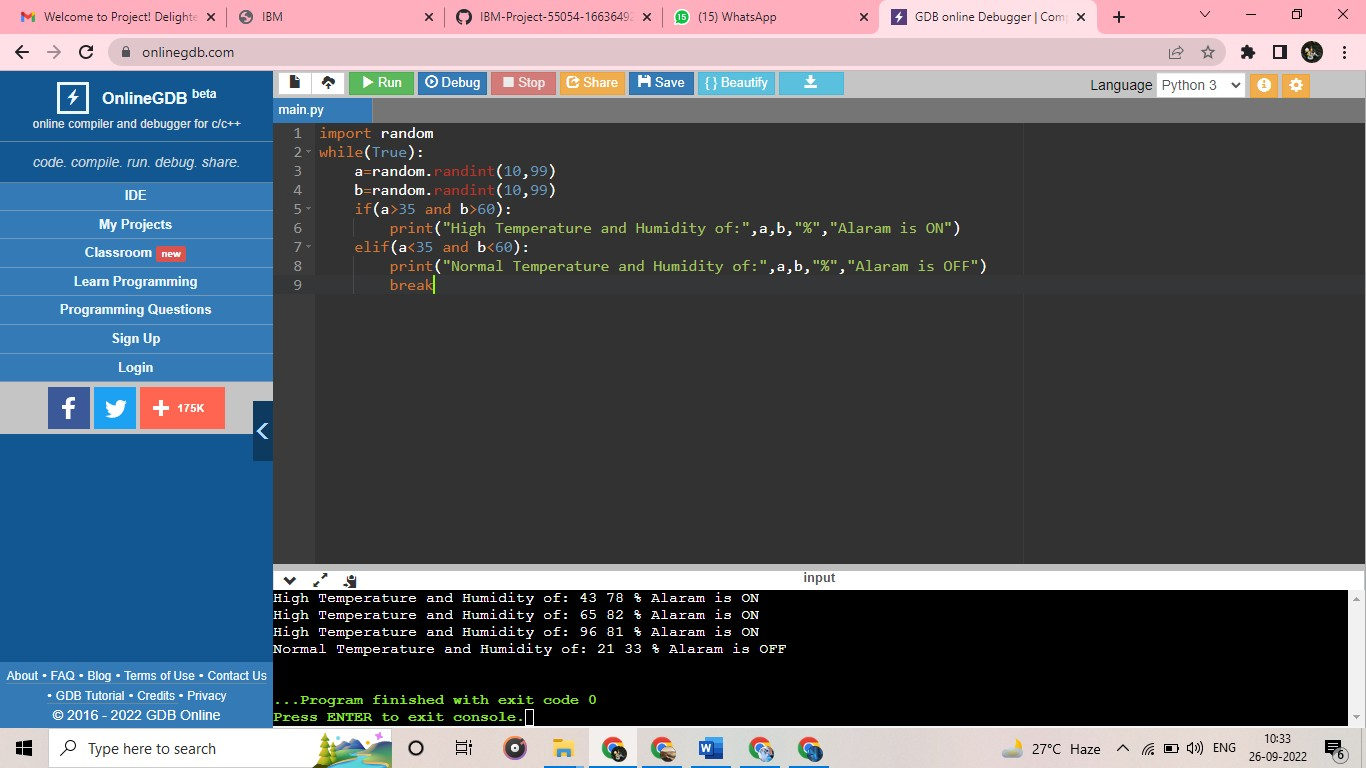 Welcome to Project! Delighte
IBM
IBM-Project-55054-16636493
15
(15) WhatsApp
GDB online Debugger | Com
onlinegdb.com
OnlineGDB beta
online compiler and debugger for c/c++
code. compile. run. debug. share.
IDE
My Projects
Classroom new
Learn Programming
Programming Questions
Sign Up
Login
175K
About • FAQ • Blog • Terms of Use • Contact Us
• GDB Tutorial • Credits • Privacy
© 2016 - 2022 GDB Online
Run Debug Stop Share Save { } Beautify
Language Python 3
main.py
1 import random
2 while(True):
3 a=random.randint(10,99)
4 b=random.randint(10,99)
5 if(a>35 and b>60):
6 print("High Temperature and Humidity of:",a,b,"%","Alaram is ON")
7 elif(a<35 and b<60):
8 print("Normal Temperature and Humidity of:",a,b,"%","Alaram is OFF")
9 break
input
High Temperature and Humidity of: 43 78 % Alaram is ON
High Temperature and Humidity of: 65 82 % Alaram is ON
High Temperature and Humidity of: 96 81 % Alaram is ON
Normal Temperature and Humidity of: 21 33 % Alaram is OFF
...Program finished with exit code 0
Press ENTER to exit console.
Type here to search
27°C Haze
ENG
10:33
26-09-2022
6